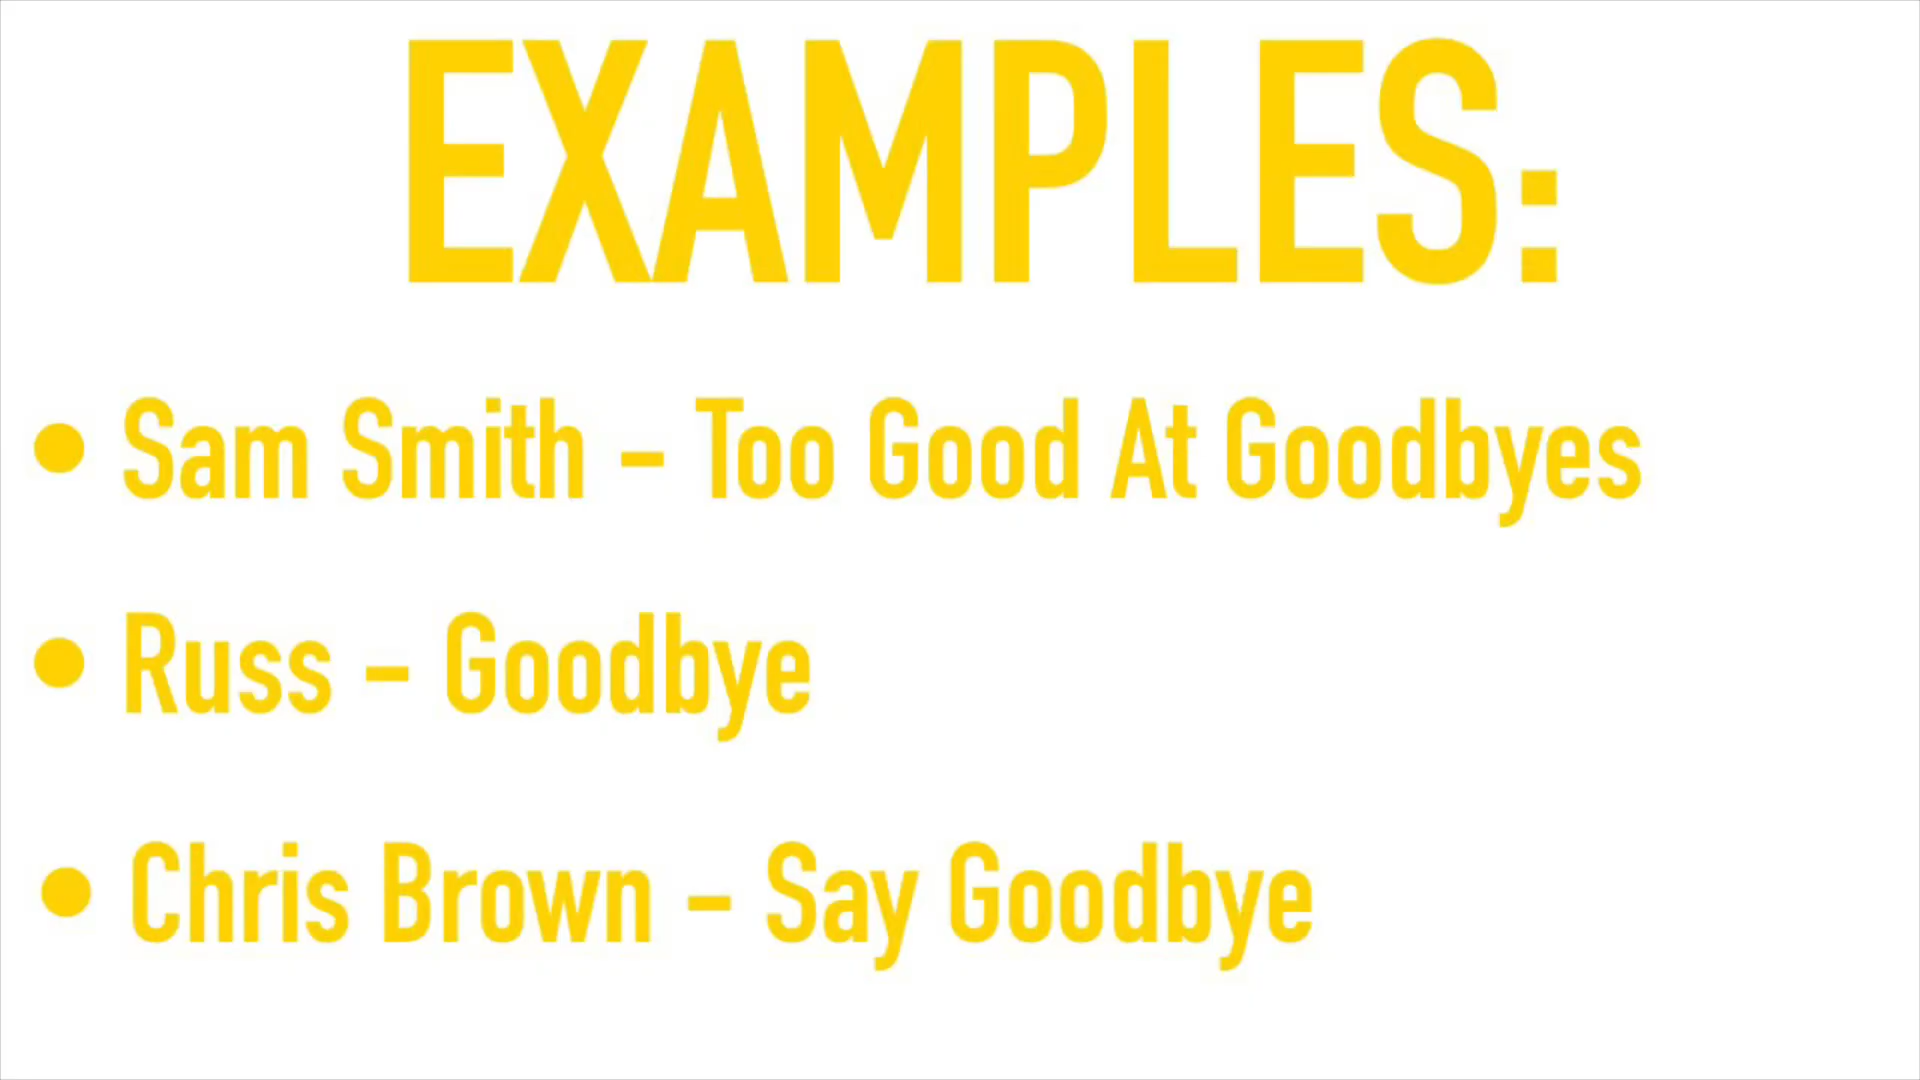 EXAMPLES:
• Sam Smith - Too Good At Goodbyes
• Russ - Goodbye
• Chris Brown - Say Goodbye